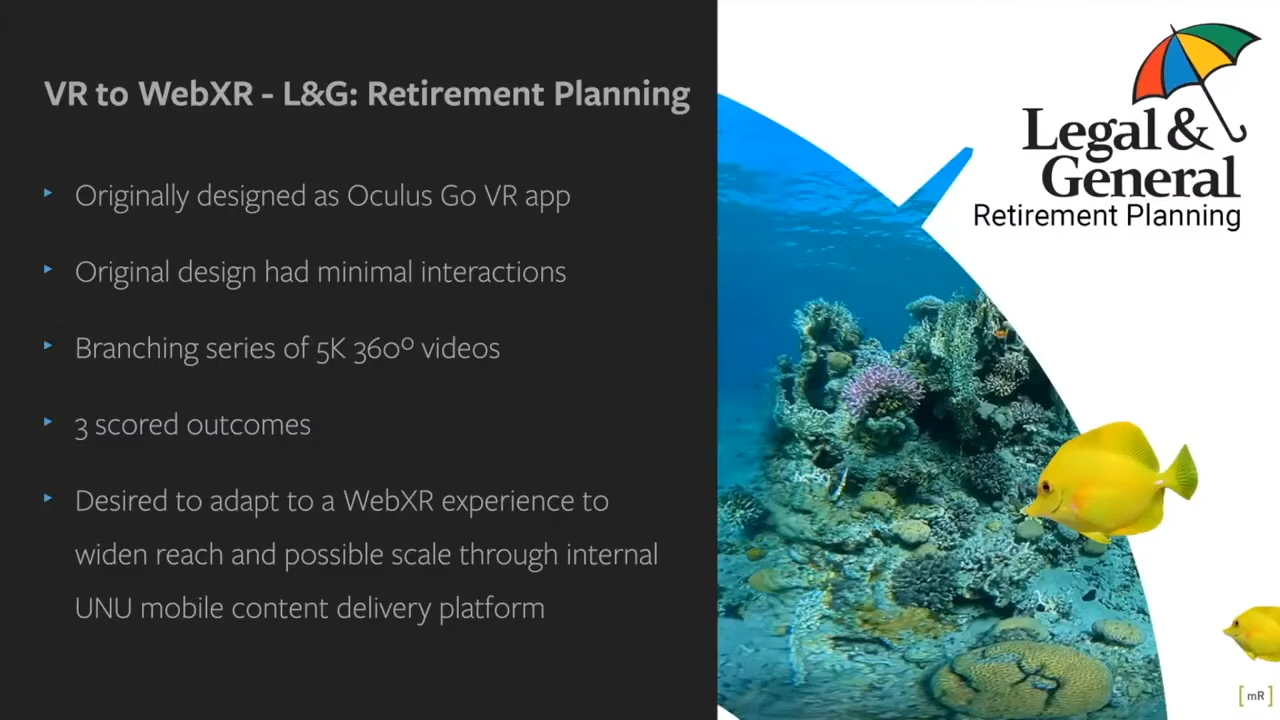 VR to WebXR - L&G: Retirement Planning
Originally designed as Oculus Go VR app
Original design had minimal interactions
Branching series of 5K 360º videos
3 scored outcomes
Desired to adapt to a WebXR experience to
widen reach and possible scale through internal
UNU mobile content delivery platform
Legal &
General
Retirement Planning
[mR]